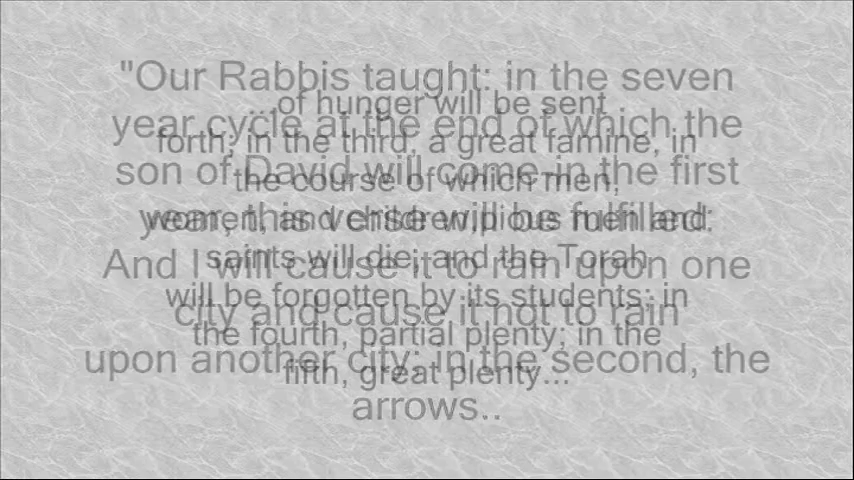 "Our Rabbis taught: in the seven
year cycle at the end of which the
son of David will come-in the first
year, this verse will be fulfilled:
And I will cause it to rain upon one
city and cause it not to rain
upon another city; in the second, the
arrows..
...of hunger will be sent
forth; in the third, a great famine, in
the course of which men,
women, and children, pious men and
saints will die, and the Torah
will be forgotten by its students; in
the fourth, partial plenty; in the
fifth, great plenty...